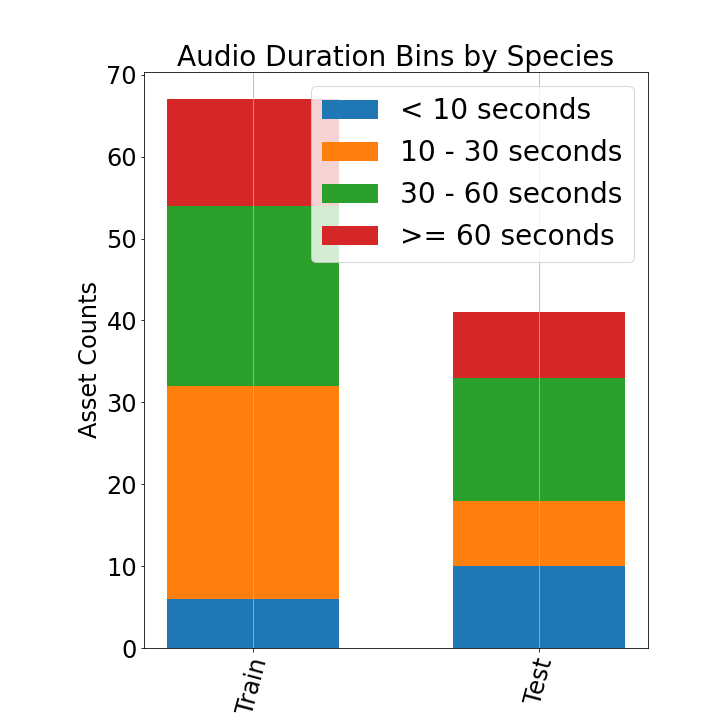 Audio Duration Bins by Species
70
60
50
40
30
20
10
0
Asset Counts
< 10 seconds
10 - 30 seconds
30 - 60 seconds
>= 60 seconds
Train
Test